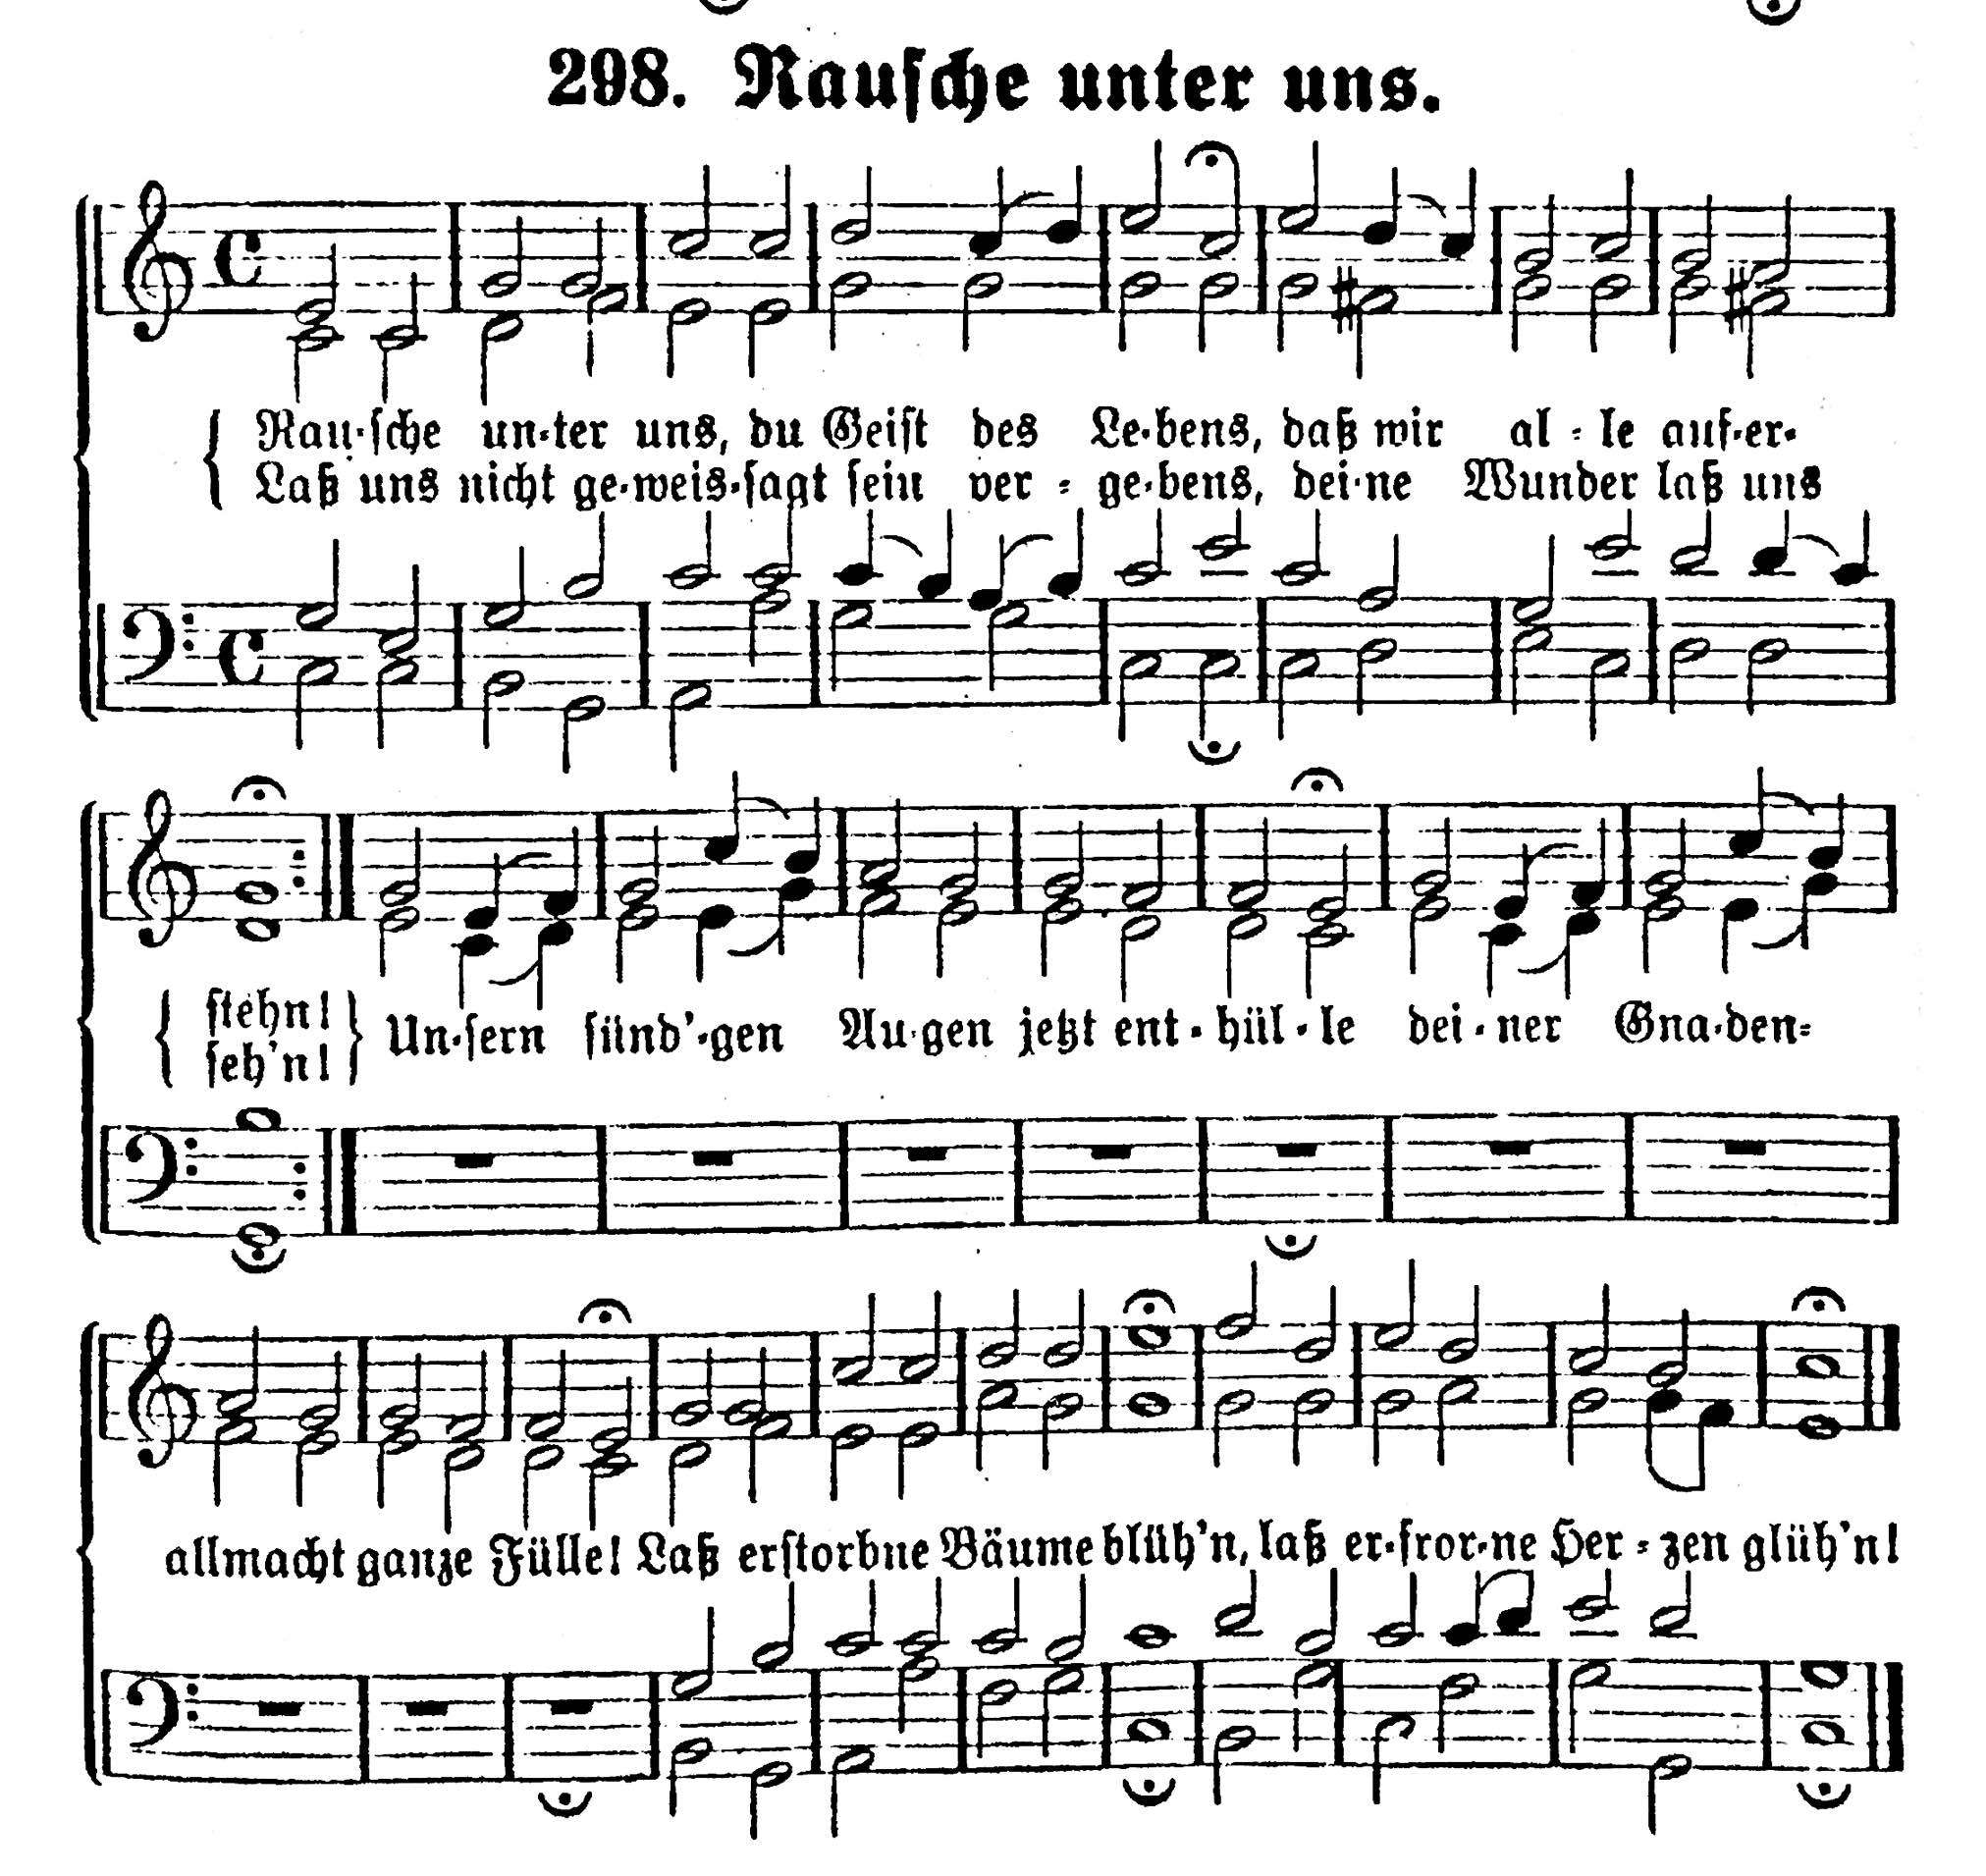 298. Rausche unter uns.
Rau·sche un·ter uns, du Geist des Le·bens, daß wir al = le auf·er·
Laß uns nicht ge·weis·sagt sein ver = ge·bens, dei·ne Wunder laß uns
stehn!
seh'n!
Un·sern sünd'·gen Au·gen jetzt ent·hül·le dei·ner Gna·den=
allmacht ganze Fülle! Laß erstorbne Bäume blüh'n, laß er·fror·ne Her = zen glüh'n!